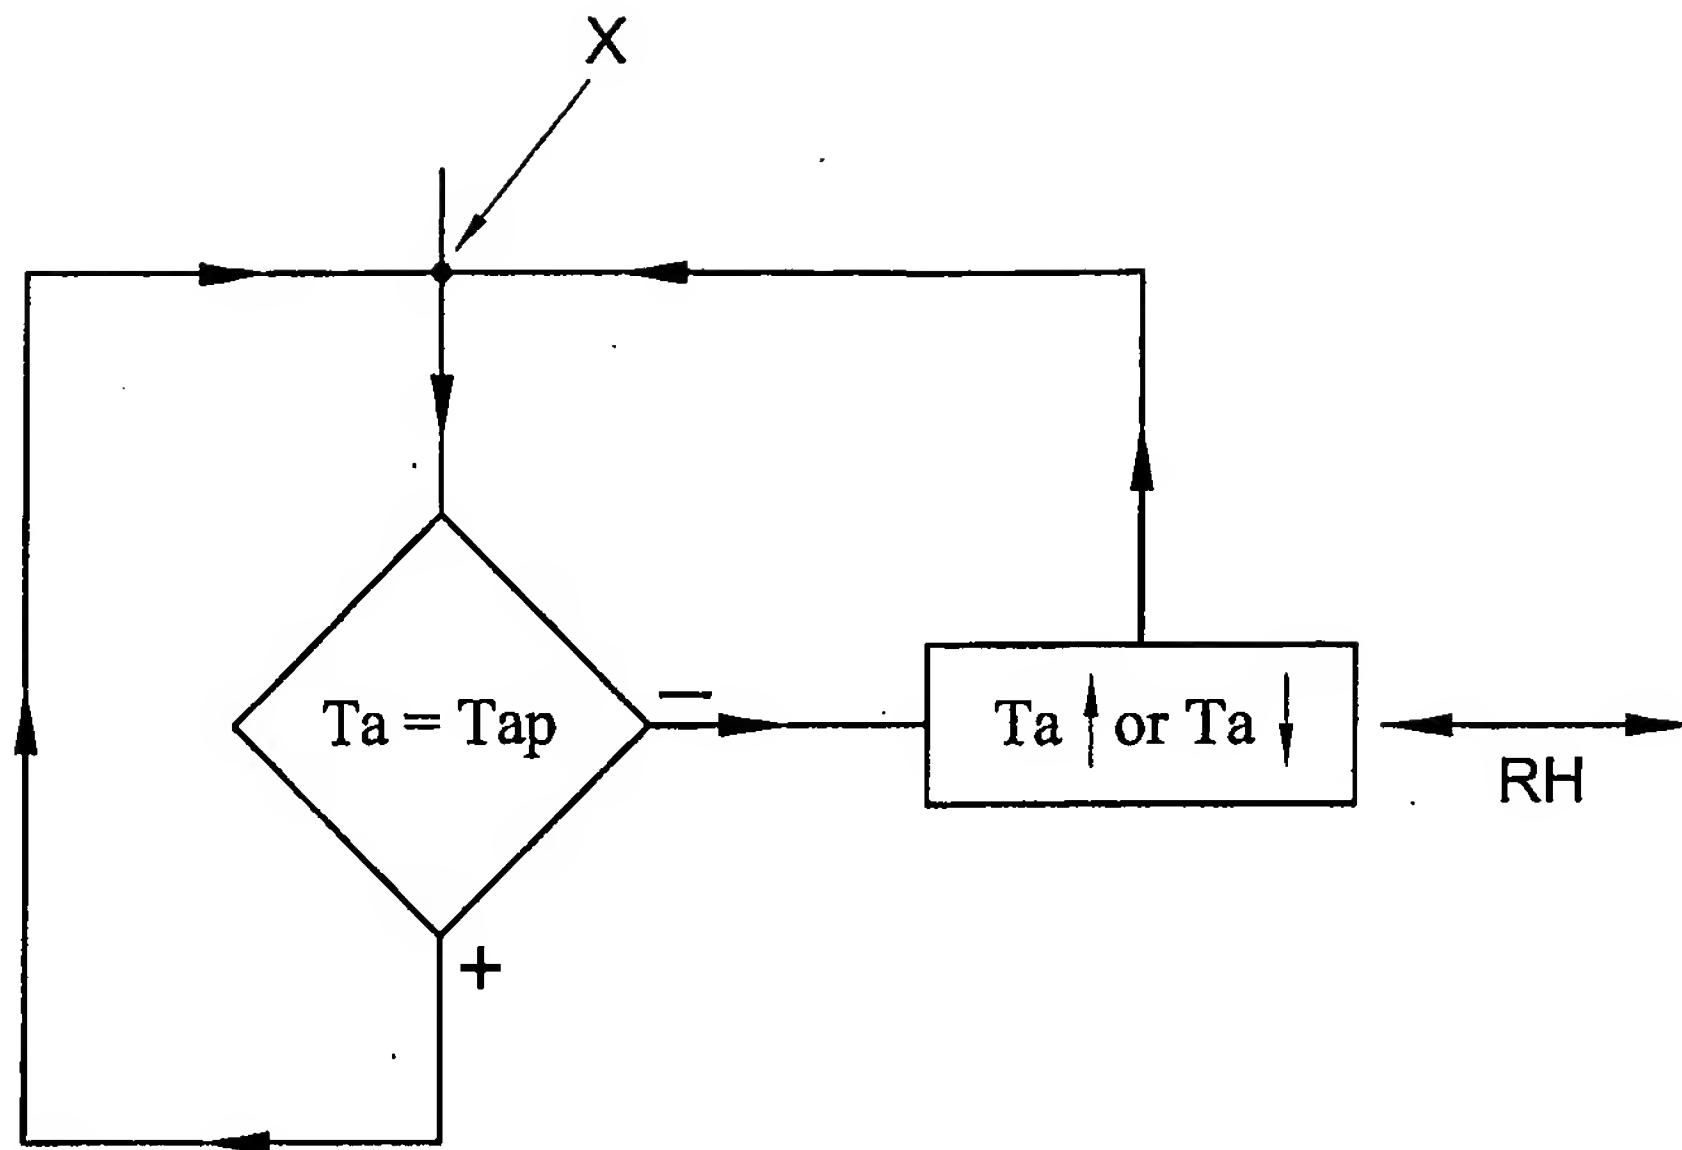 X
Ta = Tap
−
Ta ↑ or Ta ↓
RH
+